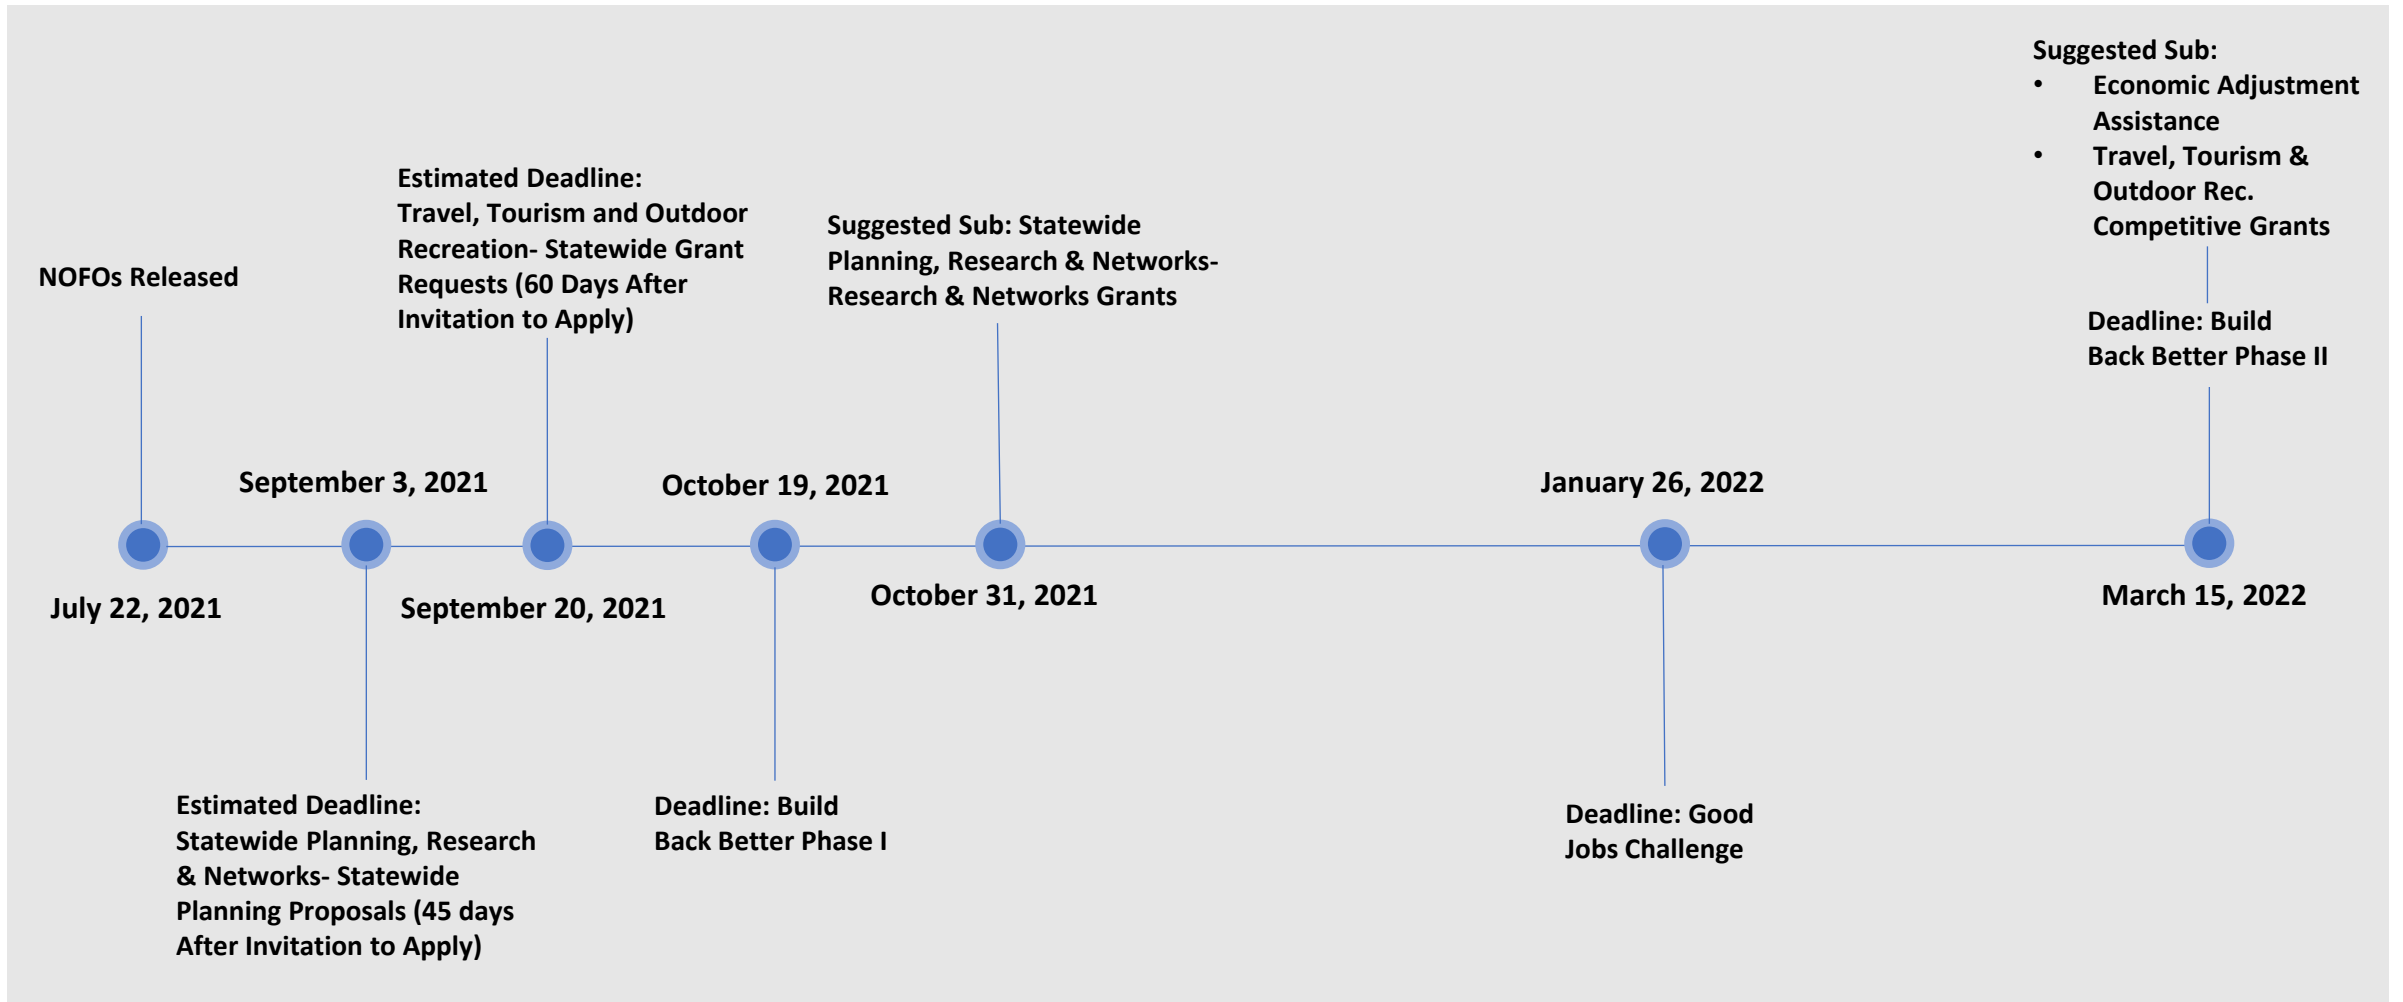 NOFOs Released
July 22, 2021
September 3, 2021
Estimated Deadline:
Statewide Planning, Research
& Networks- Statewide
Planning Proposals (45 days
After Invitation to Apply)
Estimated Deadline:
Travel, Tourism and Outdoor
Recreation- Statewide Grant
Requests (60 Days After
Invitation to Apply)
September 20, 2021
October 19, 2021
Deadline: Build
Back Better Phase I
Suggested Sub: Statewide
Planning, Research & Networks-
Research & Networks Grants
October 31, 2021
January 26, 2022
Deadline: Good
Jobs Challenge
Suggested Sub:
• Economic Adjustment
Assistance
• Travel, Tourism &
Outdoor Rec.
Competitive Grants
Deadline: Build
Back Better Phase II
March 15, 2022